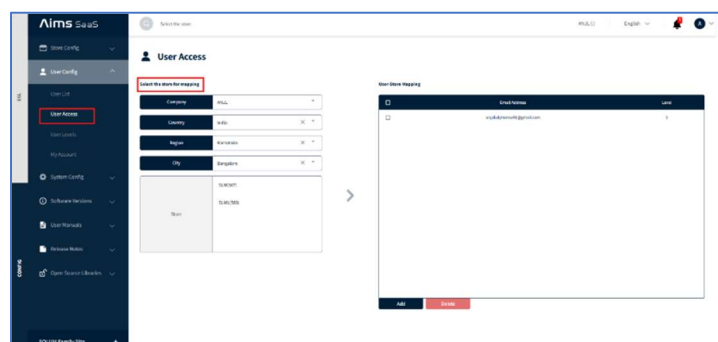 Aims SaaS
Select the store
English
Store Config
User Config
User List
User Access
User Levels
My Account
System Config
Software Versions
User Manuals
Release Notes
Open Source Libraries
CONFIG
User Access
Select the store for mapping
Company
Country
India
Region
Karnataka
City
Bangalore
Store
User Store Mapping
Email Address
Level
Add
Delete